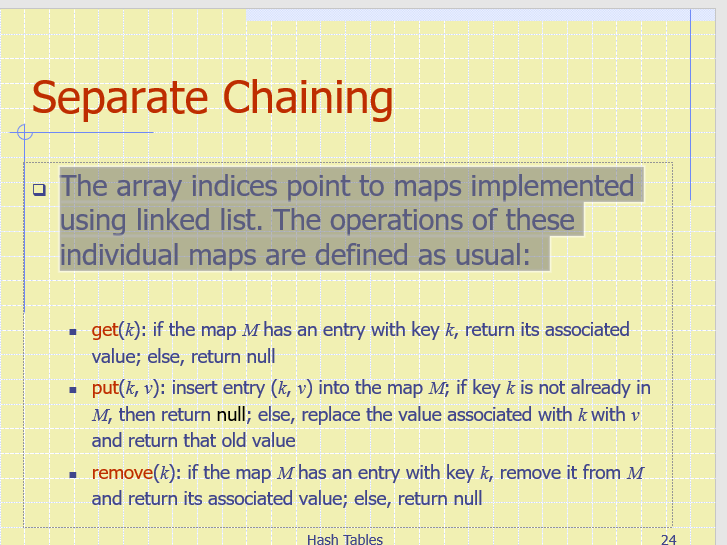 Separate Chaining
The array indices point to maps implemented
using linked list. The operations of these
individual maps are defined as usual:
get(k): if the map M has an entry with key k, return its associated
value; else, return null
put(k, v): insert entry (k, v) into the map M; if key k is not already in
M, then return null; else, replace the value associated with k with v
and return that old value
remove(k): if the map M has an entry with key k, remove it from M
and return its associated value; else, return null
Hash Tables
24